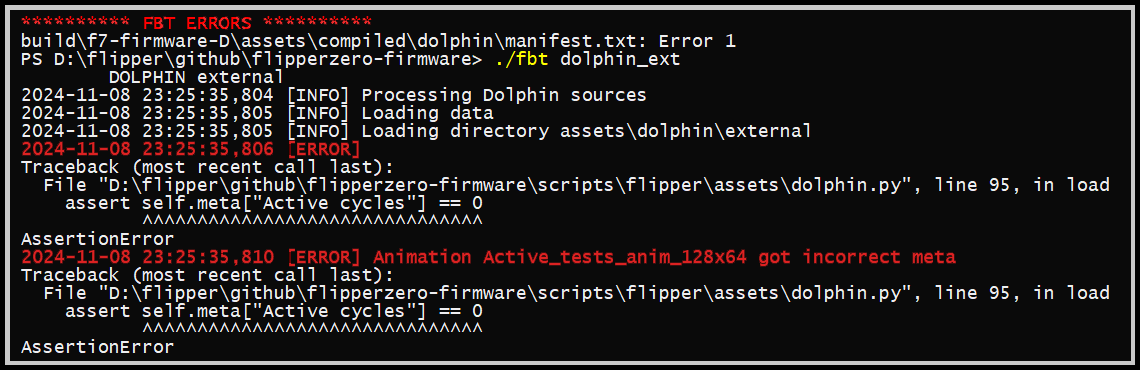 ********** FBT ERRORS **********
build\f7-firmware-D\assets\compiled\dolphin\manifest.txt: Error 1
PS D:\flipper\github\flipperzero-firmware> ./fbt dolphin_ext
        DOLPHIN external
2024-11-08 23:25:35,804 [INFO] Processing Dolphin sources
2024-11-08 23:25:35,805 [INFO] Loading data
2024-11-08 23:25:35,805 [INFO] Loading directory assets\dolphin\external
2024-11-08 23:25:35,806 [ERROR]
Traceback (most recent call last):
  File "D:\flipper\github\flipperzero-firmware\scripts\flipper\assets\dolphin.py", line 95, in load
    assert self.meta["Active cycles"] == 0
           ^^^^^^^^^^^^^^^^^^^^^^^^^^^^^^^
AssertionError
2024-11-08 23:25:35,810 [ERROR] Animation Active_tests_anim_128x64 got incorrect meta
Traceback (most recent call last):
  File "D:\flipper\github\flipperzero-firmware\scripts\flipper\assets\dolphin.py", line 95, in load
    assert self.meta["Active cycles"] == 0
           ^^^^^^^^^^^^^^^^^^^^^^^^^^^^^^^
AssertionError